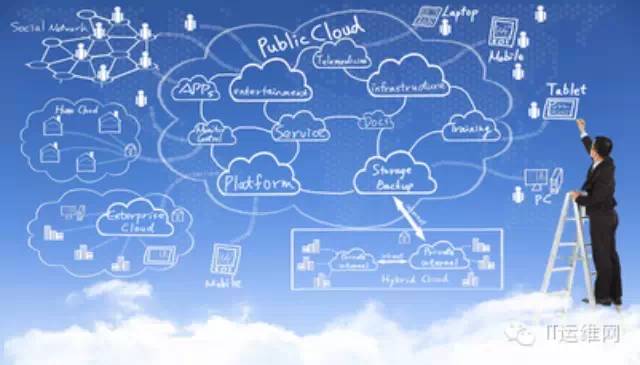 Social Network
Public Cloud
Laptop
Mobile
Telemedicine
APPs
entertainment
infrastructure
Tablet
Home Cloud
Monitor
Control
Service
Docs
Training
Platform
Storage
Backup
PC
Enterprise
Cloud
Mobile
Private
internal
Private
internal
Hybrid Cloud
IT运维网